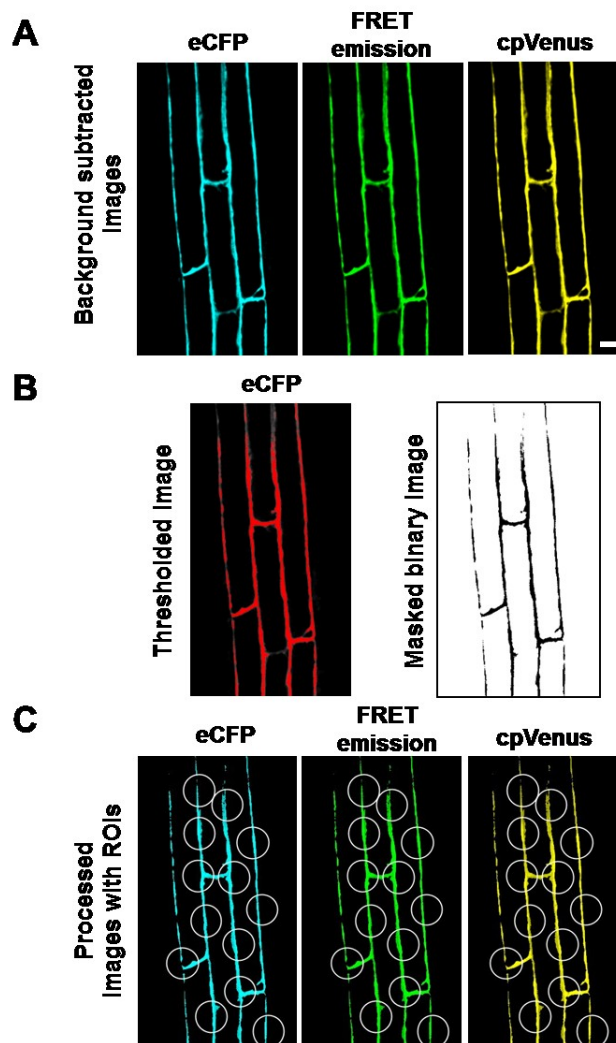 A
eCFP
FRET
emission
cpVenus
Background subtracted
Images
B
eCFP
Thresholded Image
Masked binary Image
C
eCFP
FRET
emission
cpVenus
Processed
Images with ROIs